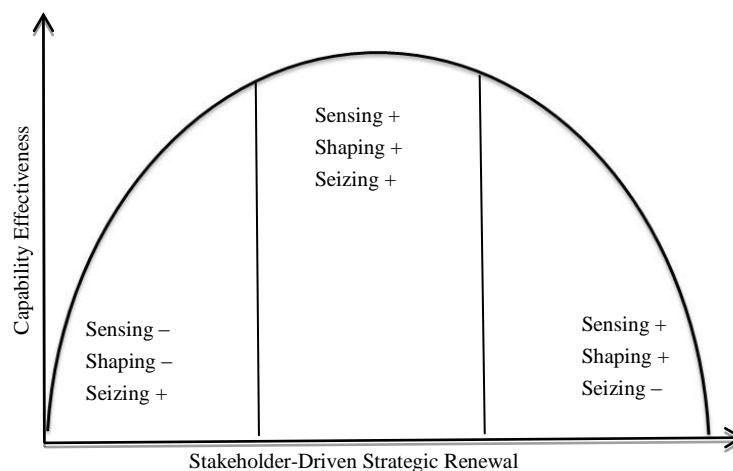 Capability Effectiveness
Sensing +
Shaping +
Seizing +
Sensing –
Shaping –
Seizing +
Sensing +
Shaping +
Seizing –
Stakeholder-Driven Strategic Renewal